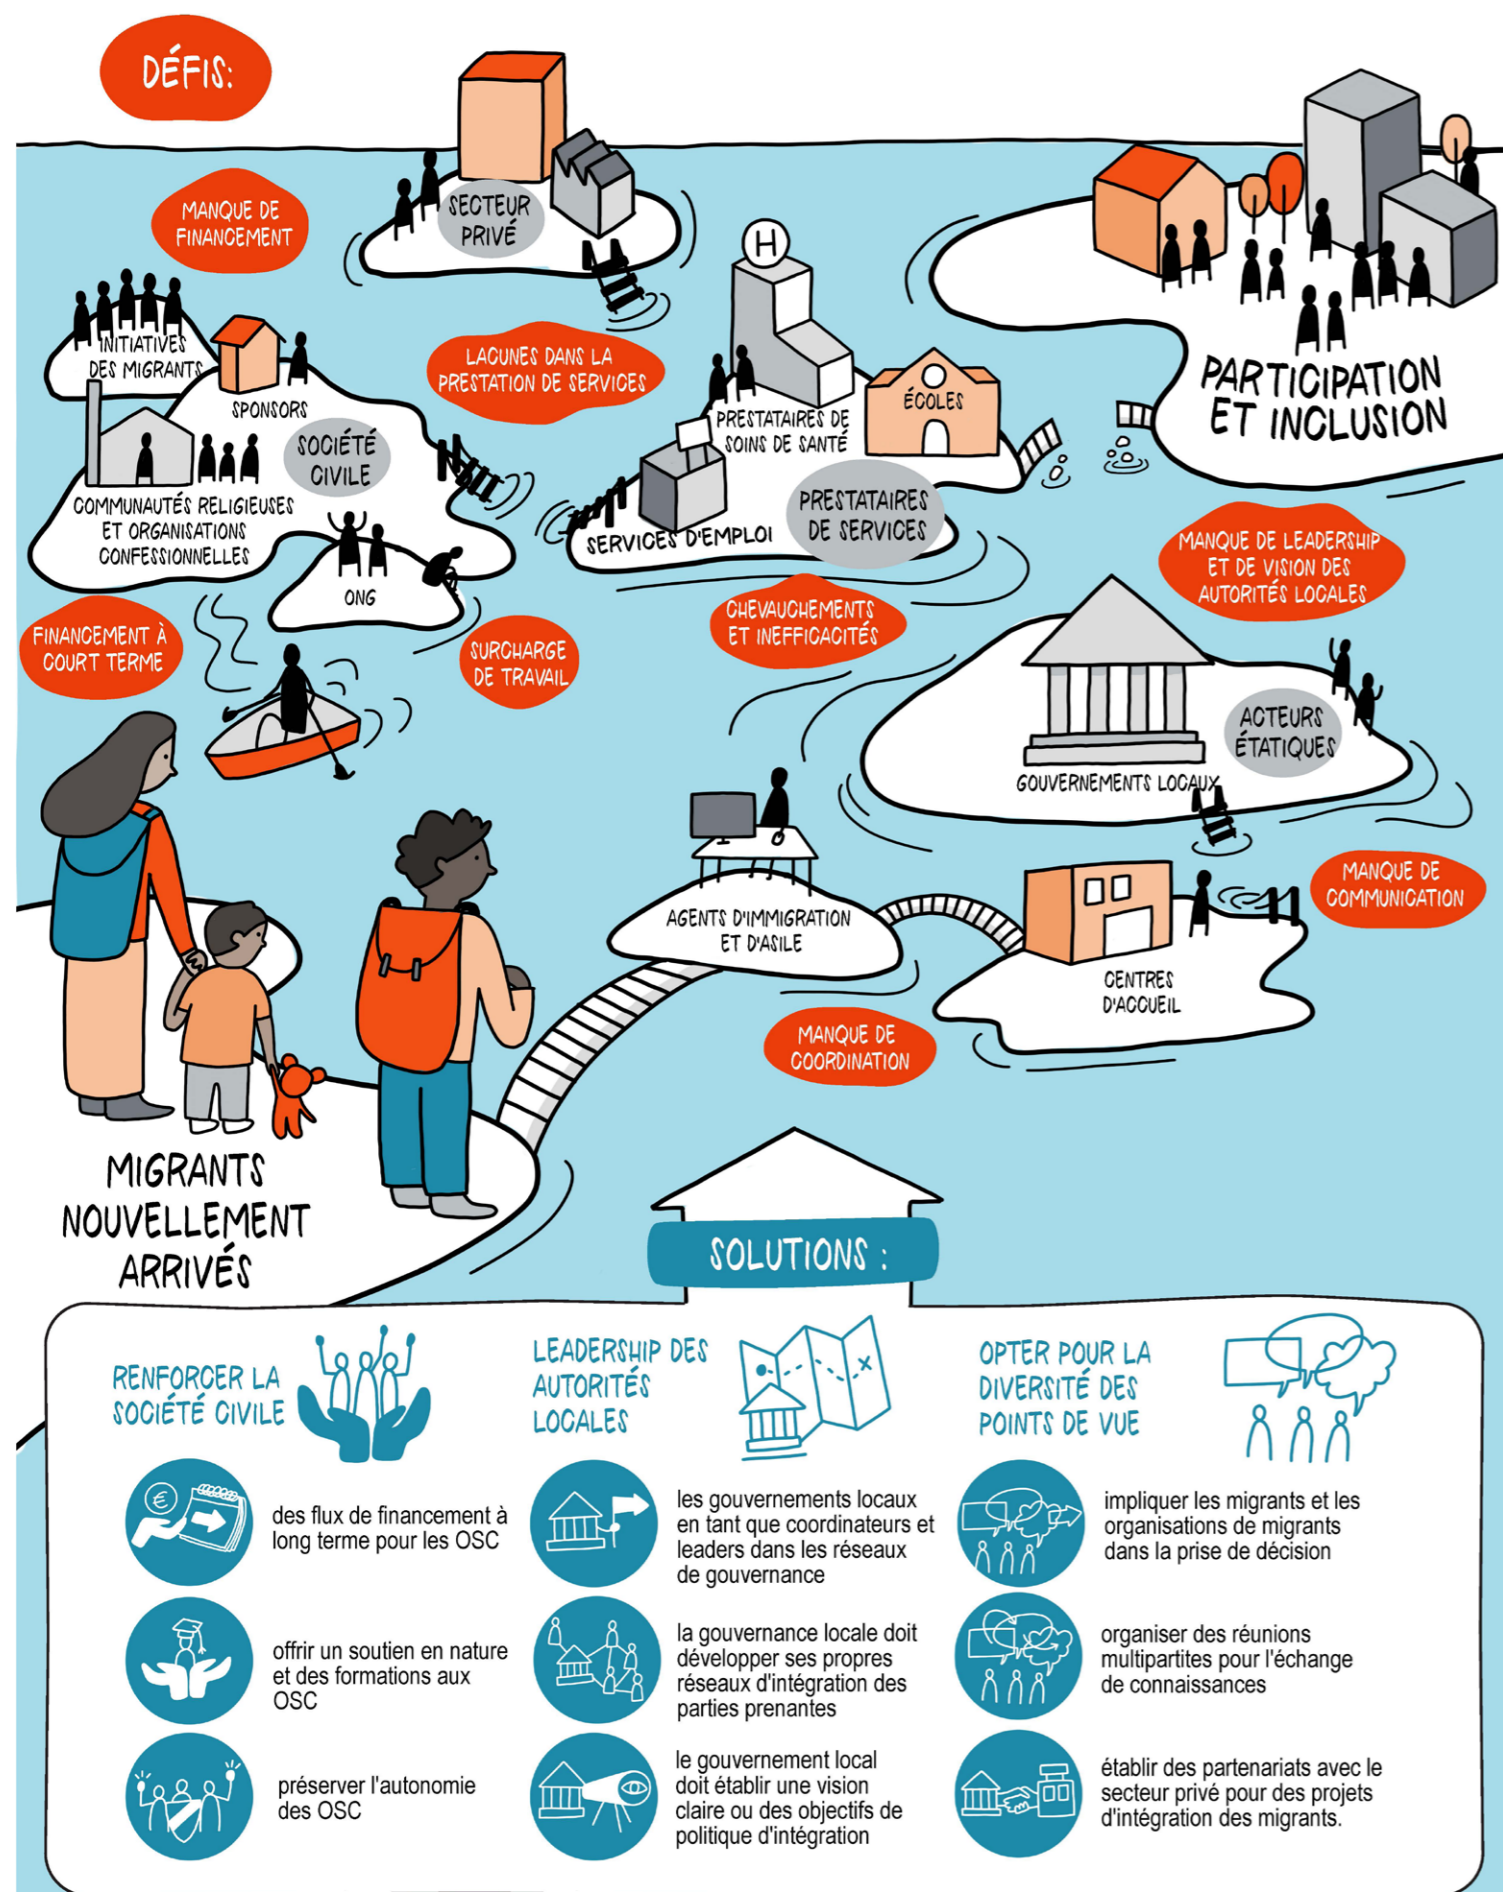 DÉFIS:
MANQUE DE
FINANCEMENT
SECTEUR
PRIVÉ
INITIATIVES
DES MIGRANTS
SPONSORS
SOCIÉTÉ
CIVILE
COMMUNAUTÉS RELIGIEUSES
ET ORGANISATIONS
CONFESSIONNELLES
ONG
LACUNES DANS LA
PRESTATION DE SERVICES
H
PRESTATAIRES DE
SOINS DE SANTÉ
ÉCOLES
SERVICES D'EMPLOI
PRESTATAIRES
DE SERVICES
PARTICIPATION
ET INCLUSION
MANQUE DE LEADERSHIP
ET DE VISION DES
AUTORITÉS LOCALES
FINANCEMENT À
COURT TERME
SURCHARGE
DE TRAVAIL
CHEVAUCHEMENTS
ET INEFFICACITÉS
ACTEURS
ÉTATIQUES
GOUVERNEMENTS LOCAUX
MANQUE DE
COMMUNICATION
AGENTS D'IMMIGRATION
ET D'ASILE
CENTRES
D'ACCUEIL
MANQUE DE
COORDINATION
MIGRANTS
NOUVELLEMENT
ARRIVÉS
SOLUTIONS :
RENFORCER LA
SOCIÉTÉ CIVILE
€
des flux de financement à
long terme pour les OSC
offrir un soutien en nature
et des formations aux
OSC
préserver l'autonomie
des OSC
LEADERSHIP DES
AUTORITÉS
LOCALES
les gouvernements locaux
en tant que coordinateurs et
leaders dans les réseaux
de gouvernance
la gouvernance locale doit
développer ses propres
réseaux d'intégration des
parties prenantes
le gouvernement local
doit établir une vision
claire ou des objectifs de
politique d'intégration
OPTER POUR LA
DIVERSITÉ DES
POINTS DE VUE
impliquer les migrants et les
organisations de migrants
dans la prise de décision
organiser des réunions
multipartites pour l'échange
de connaissances
établir des partenariats avec le
secteur privé pour des projets
d'intégration des migrants.